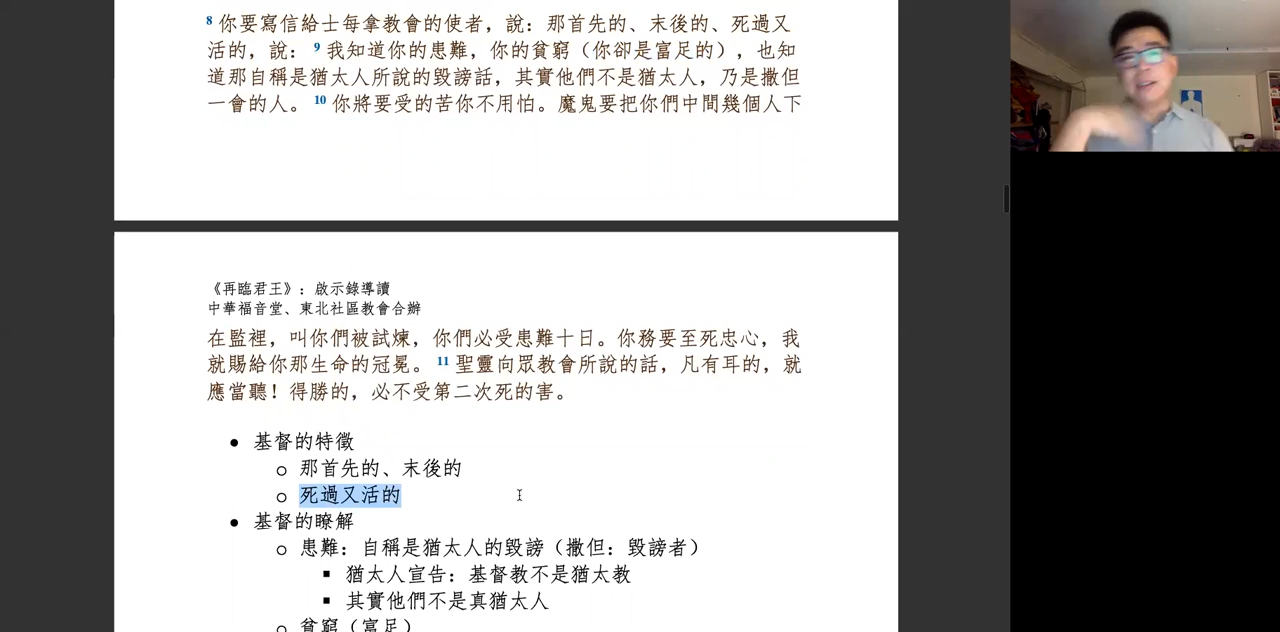 8 你要寫信給士每拿教會的使者，說：那首先的、末後的、死過又
活的，說： 9 我知道你的患難，你的貧窮（你卻是富足的），也知
道那自稱是猶太人所說的毀謗話，其實他們不是猶太人，乃是撒但
一會的人。 10 你將要受的苦你不用怕。魔鬼要把你們中間幾個人下
《再臨君王》：啟示錄導讀
中華福音堂、東北社區教會合辦
在監裡，叫你們被試煉，你們必受患難十日。你務要至死忠心，我
就賜給你那生命的冠冕。 11 聖靈向眾教會所說的話，凡有耳的，就
應當聽！得勝的，必不受第二次死的害。
● 基督的特徵
○ 那首先的、末後的
○ 死過又活的
● 基督的瞭解
○ 患難：自稱是猶太人的毀謗（撒但：毀謗者）
▪ 猶太人宣告：基督教不是猶太教
▪ 其實他們不是真猶太人
○ 貧窮（富足）